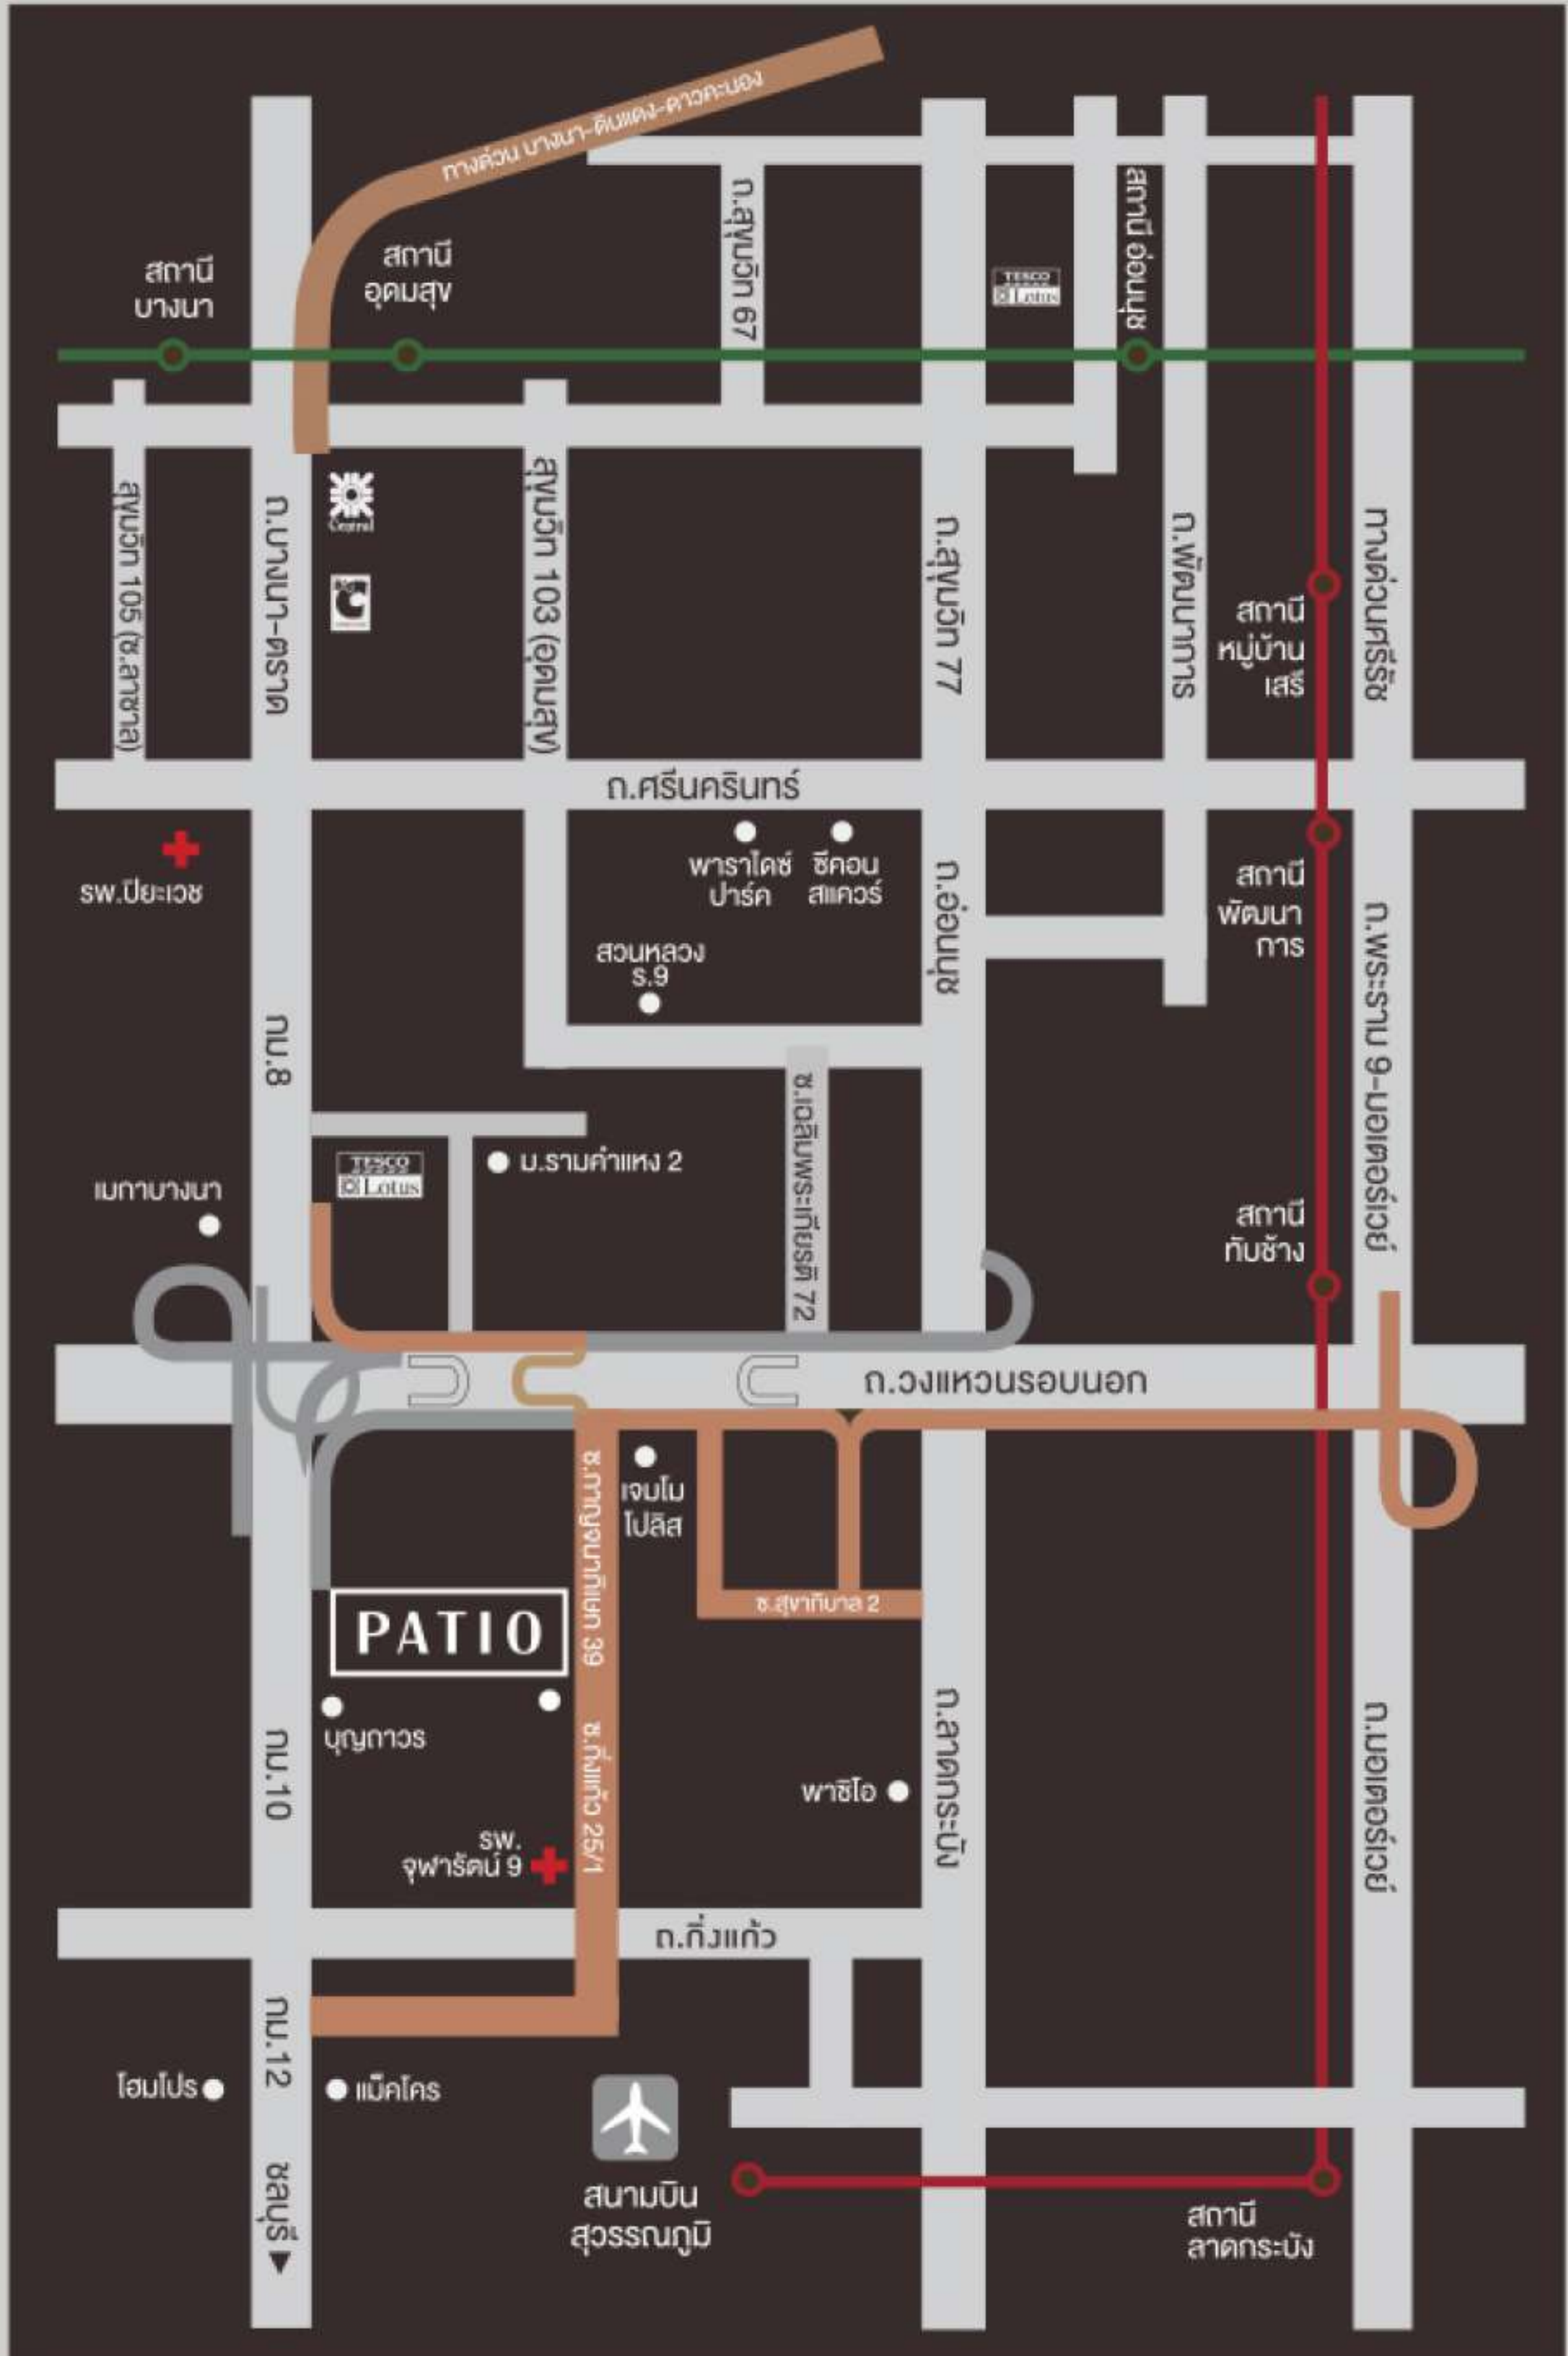 ทางด่วน บางนา-ดินแดง-ดาวคะนอง
ถ.สุขุมวิท 67
สถานี อ่อนนุช
สถานี
บางนา
สถานี
อุดมสุข
TESCO
Lotus
สุขุมวิท 105 (ซ.ลาซาล)
ถ.บางนา-ตราด
Central
Big
C
สุขุมวิท 103 (อุดมสุข)
ถ.สุขุมวิท 77
ถ.พัฒนาการ
สถานี
หมู่บ้าน
เสรี
ทางด่วนศรีรัช
ถ.ศรีนครินทร์
รพ.ปิยะเวช
พาราไดซ์
ปาร์ค
ซีคอน
สแควร์
ถ.อ่อนนุช
สถานี
พัฒนา
การ
สวนหลวง
ร.9
ถ.พระราม 9-มอเตอร์เวย์
กม.8
ซ.เฉลิมพระเกียรติ 72
TESCO
Lotus
ม.รามคำแหง 2
เมกาบางนา
สถานี
ทับช้าง
ถ.วงแหวนรอบนอก
ซ.กาญจนาภิเษก 39
เจมโม
โปลิส
ซ.สุขาภิบาล 2
PATIO
บุญถาวร
กม.10
ซ.กิ่งแก้ว 25/1
พาซิโอ
ถ.ลาดกระบัง
ถ.มอเตอร์เวย์
รพ.
จุฬารัตน์ 9
ถ.กิ่งแก้ว
กม.12
โฮมโปร
แม็คโคร
ชลบุรี
สนามบิน
สุวรรณภูมิ
สถานี
ลาดกระบัง